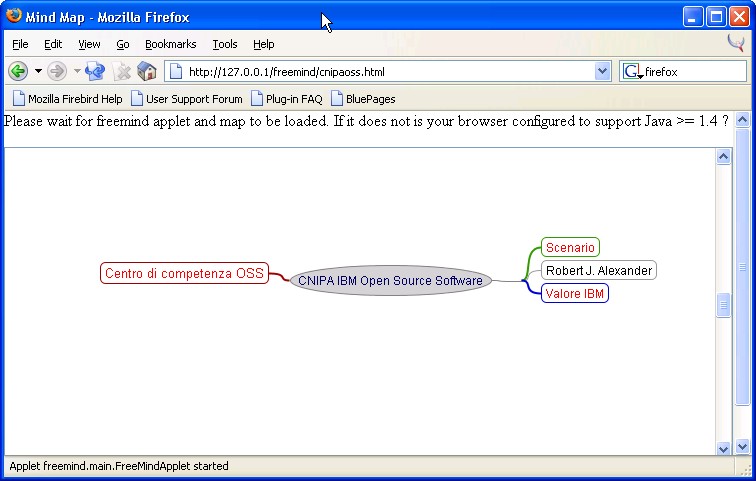 Mind Map - Mozilla Firefox
File Edit View Go Bookmarks Tools Help
http://127.0.0.1/freemind/cnipaoss.html
G firefox
Mozilla Firebird Help User Support Forum Plug-in FAQ BluePages
Please wait for freemind applet and map to be loaded. If it does not is your browser configured to support Java >= 1.4 ?
Scenario
Centro di competenza OSS
CNIPA IBM Open Source Software
Robert J. Alexander
Valore IBM
Applet freemind.main.FreeMindApplet started